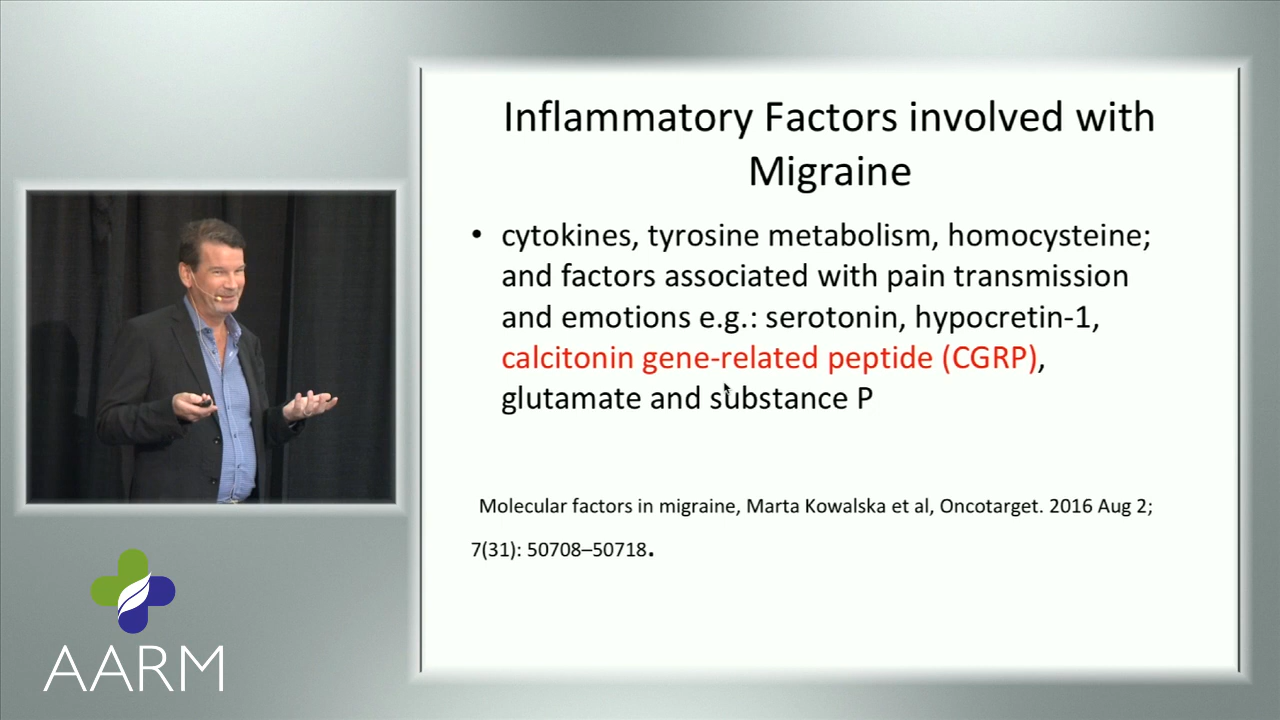 Inflammatory Factors involved with
Migraine
• cytokines, tyrosine metabolism, homocysteine;
and factors associated with pain transmission
and emotions e.g.: serotonin, hypocretin-1,
calcitonin gene-related peptide (CGRP),
glutamate and substance P
Molecular factors in migraine, Marta Kowalska et al, Oncotarget. 2016 Aug 2;
7(31): 50708–50718.
AARM